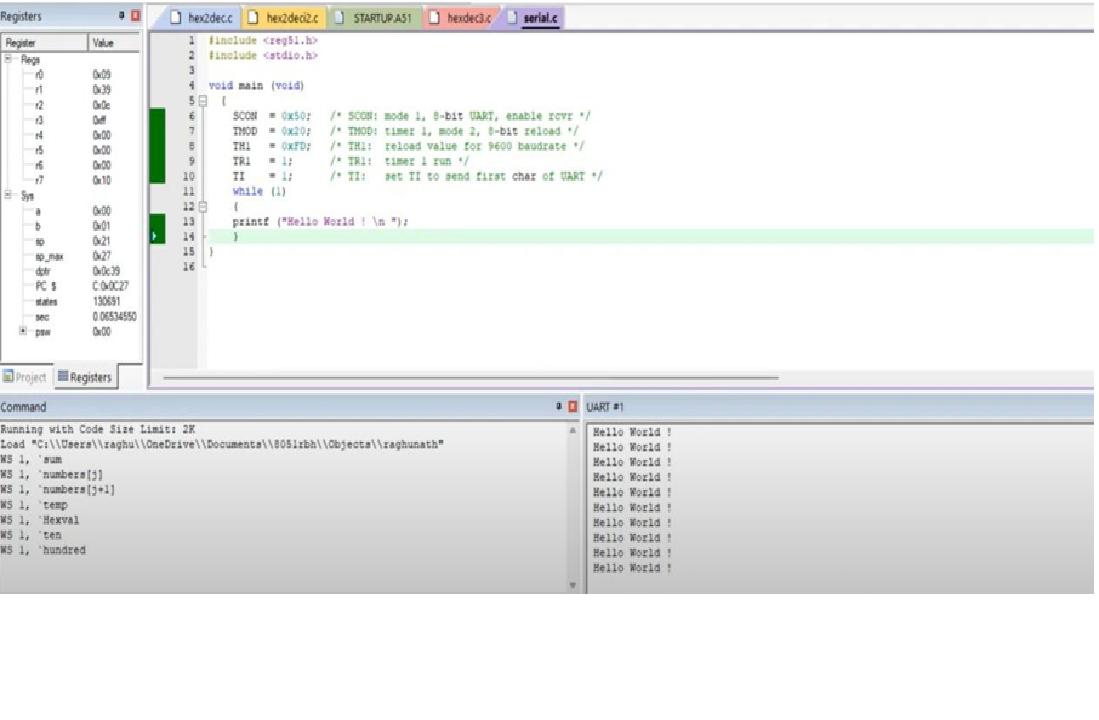 Registers
Register Value
Regs
r0 0x09
r1 0x39
r2 0x0c
r3 0xff
r4 0x00
r5 0x00
r6 0x00
r7 0x10
Sys
a 0x00
b 0x01
sp 0x21
sp_max 0x27
dptr 0x0c39
PC $ C:0x0C27
states 130691
sec 0.06534550
psw 0x00
Project Registers
hex2dec.c hex2deci2.c STARTUP.A51 hexdec3.c serial.c
1 #include <reg51.h>
2 #include <stdio.h>
3
4 void main (void)
5 {
6 SCON = 0x50; /* SCON: mode 1, 8-bit UART, enable rcvr */
7 TMOD = 0x20; /* TMOD: timer 1, mode 2, 8-bit reload */
8 TH1 = 0xFD; /* TH1: reload value for 9600 baudrate */
9 TR1 = 1; /* TR1: timer 1 run */
10 TI = 1; /* TI: set TI to send first char of UART */
11 while (1)
12 {
13 printf ("Hello World ! \n ");
14 }
15 }
16
Command
Running with Code Size Limit: 2K
Load "C:\\Users\\raghu\\OneDrive\\Documents\\8051rbh\\Objects\\raghunath"
WS 1, `sum
WS 1, `numbers[j]
WS 1, `numbers[j+1]
WS 1, `temp
WS 1, `Hexval
WS 1, `ten
WS 1, `hundred
UART #1
Hello World !
Hello World !
Hello World !
Hello World !
Hello World !
Hello World !
Hello World !
Hello World !
Hello World !
Hello World !